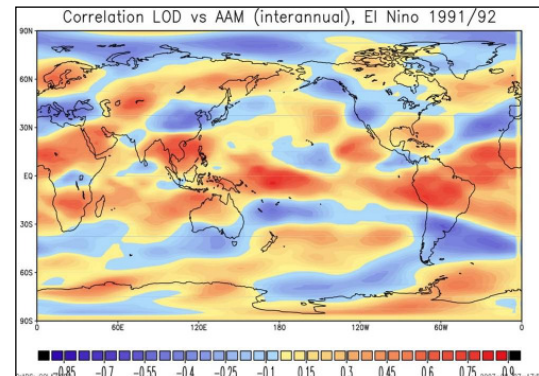 Correlation LOD vs AAM (interannual), El Nino 1991/92
90N
60N
30N
EQ
30S
60S
90S
0 60E 120E 180 120W 60W 0
-0.85 -0.7 -0.55 -0.4 -0.25 -0.1 0.15 0.3 0.45 0.6 0.75 0.9